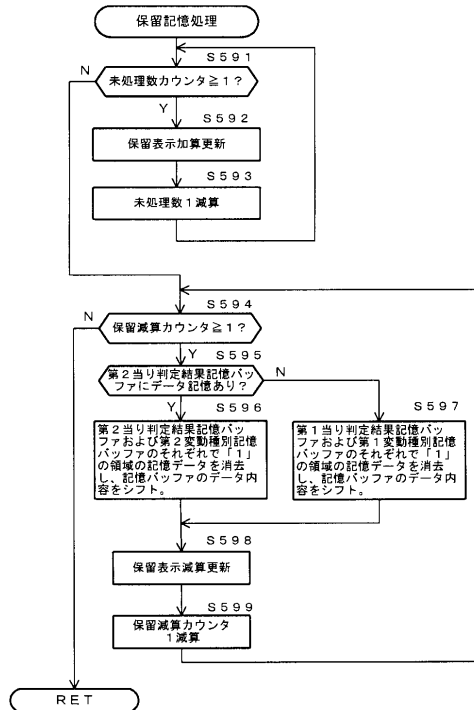 保留記憶処理
S591
N
未処理数カウンタ≧1?
Y
S592
保留表示加算更新
S593
未処理数1減算
S594
N
保留減算カウンタ≧1?
Y
S595
第2当り判定結果記憶バッ
ファにデータ記憶あり?
N
Y
S596
第2当り判定結果記憶バッ
ファおよび第2変動種別記憶
バッファのそれぞれで「1」
の領域の記憶データを消去
し、記憶バッファのデータ内
容をシフト。
S597
第1当り判定結果記憶バッ
ファおよび第1変動種別記憶
バッファのそれぞれで「1」
の領域の記憶データを消去
し、記憶バッファのデータ内
容をシフト。
S598
保留表示減算更新
S599
保留減算カウンタ
1減算
RET